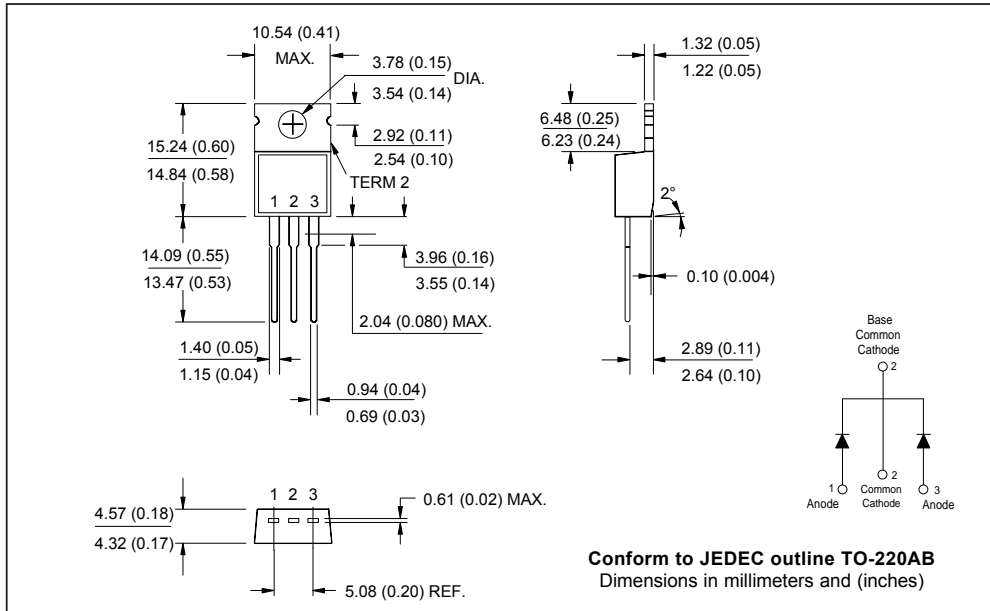 10.54 (0.41)
MAX.
3.78 (0.15)
3.54 (0.14)
DIA.
2.92 (0.11)
2.54 (0.10)
15.24 (0.60)
14.84 (0.58)
TERM 2
1 2 3
14.09 (0.55)
13.47 (0.53)
3.96 (0.16)
3.55 (0.14)
2.04 (0.080) MAX.
1.40 (0.05)
1.15 (0.04)
0.94 (0.04)
0.69 (0.03)
1 2 3
4.57 (0.18)
4.32 (0.17)
0.61 (0.02) MAX.
5.08 (0.20) REF.
1.32 (0.05)
1.22 (0.05)
6.48 (0.25)
6.23 (0.24)
2°
0.10 (0.004)
2.89 (0.11)
2.64 (0.10)
Base
Common
Cathode
2
1
Anode
2
Common
Cathode
3
Anode
Conform to JEDEC outline TO-220AB
Dimensions in millimeters and (inches)